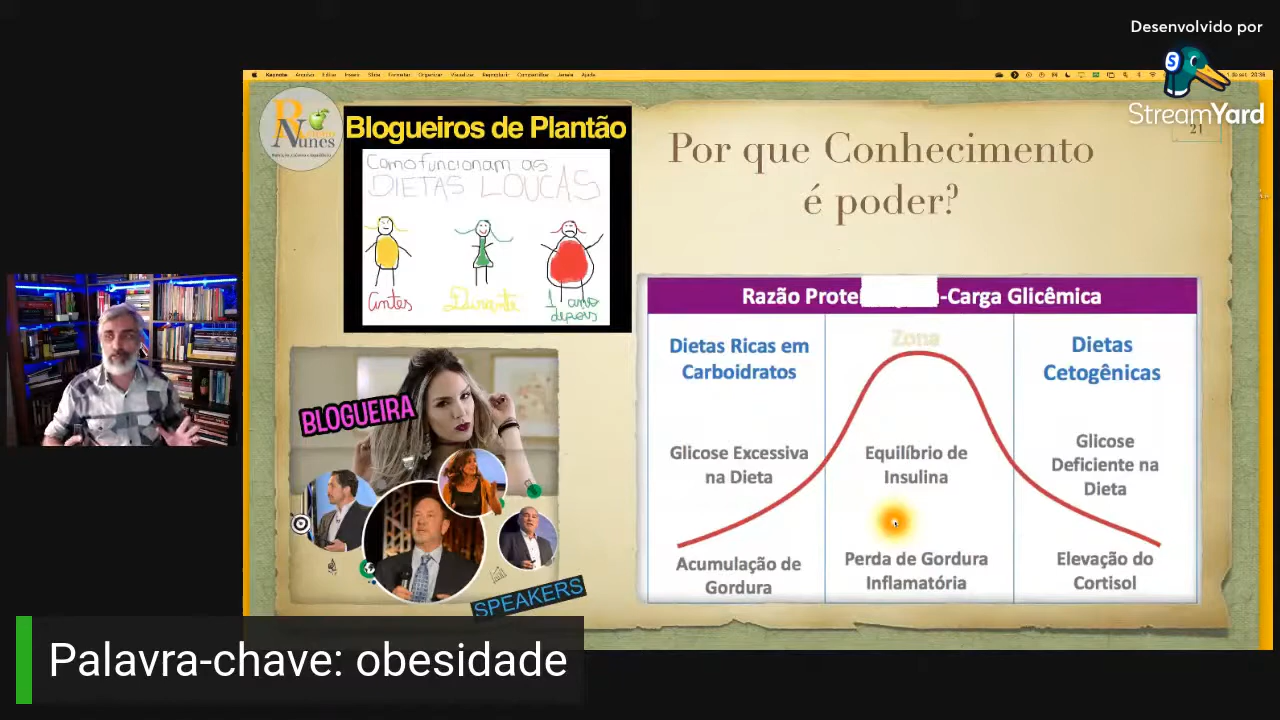 Desenvolvido por
StreamYard
Blogueiros de Plantão
Como funcionam as
DIETAS LOUCAS
antes
Durante
1 ano
depois
Por que Conhecimento
é poder?
21
Nunes
BLOGUEIRA
SPEAKERS
-Carga Glicêmica
Dietas Ricas em
Carboidratos
Zona
Dietas
Cetogênicas
Glicose Excessiva
na Dieta
Equilíbrio de
Insulina
Glicose
Deficiente na
Dieta
Acumulação de
Gordura
Perda de Gordura
Inflamatória
Elevação do
Cortisol
Palavra-chave: obesidade